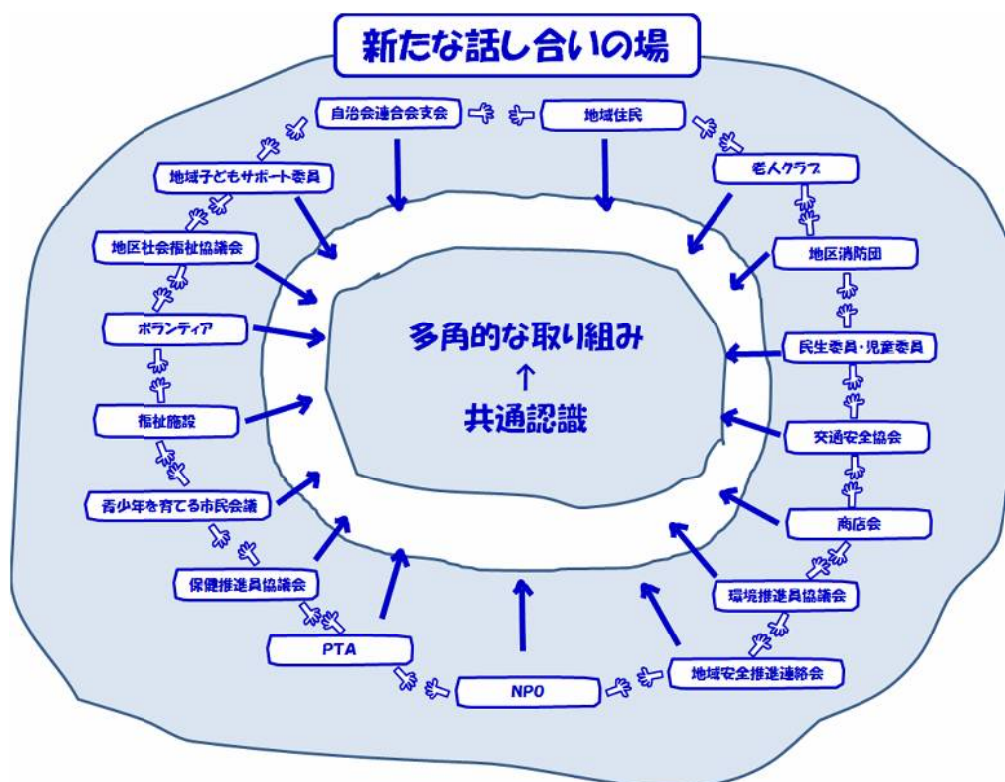 新たな話し合いの場
自治会連合会支会
地域住民
地域子どもサポート委員
老人クラブ
地区社会福祉協議会
地区消防団
ボランティア
民生委員・児童委員
多角的な取り組み
↑
共通認識
福祉施設
交通安全協会
青少年を育てる市民会議
商店会
保健推進員協議会
環境推進員協議会
PTA
地域安全推進連絡会
NPO